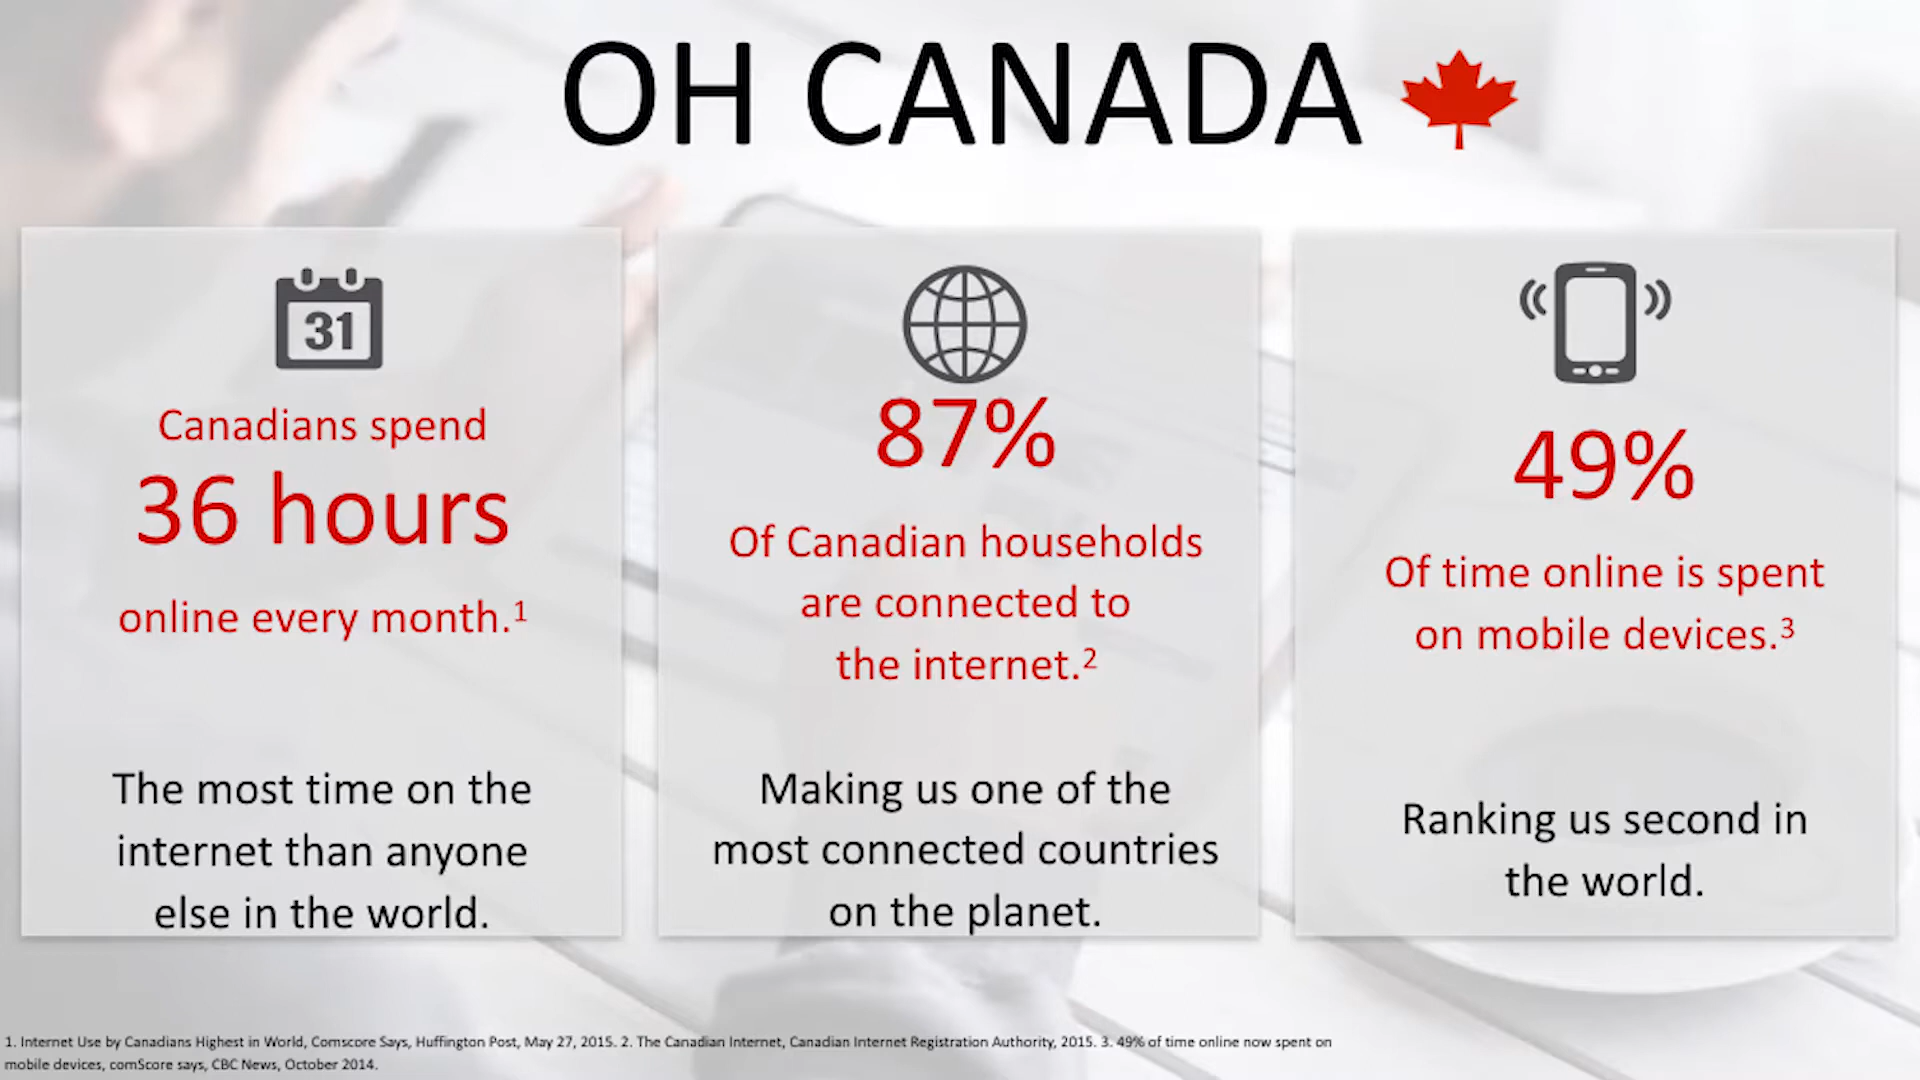 OH CANADA
31
Canadians spend
36 hours
online every month.1
The most time on the
internet than anyone
else in the world.
87%
Of Canadian households
are connected to
the internet.2
Making us one of the
most connected countries
on the planet.
49%
Of time online is spent
on mobile devices.3
Ranking us second in
the world.
1. Internet Use by Canadians Highest in World, Comscore Says, Huffington Post, May 27, 2015. 2. The Canadian Internet, Canadian Internet Registration Authority, 2015. 3. 49% of time online now spent on
mobile devices, comScore says, CBC News, October 2014.